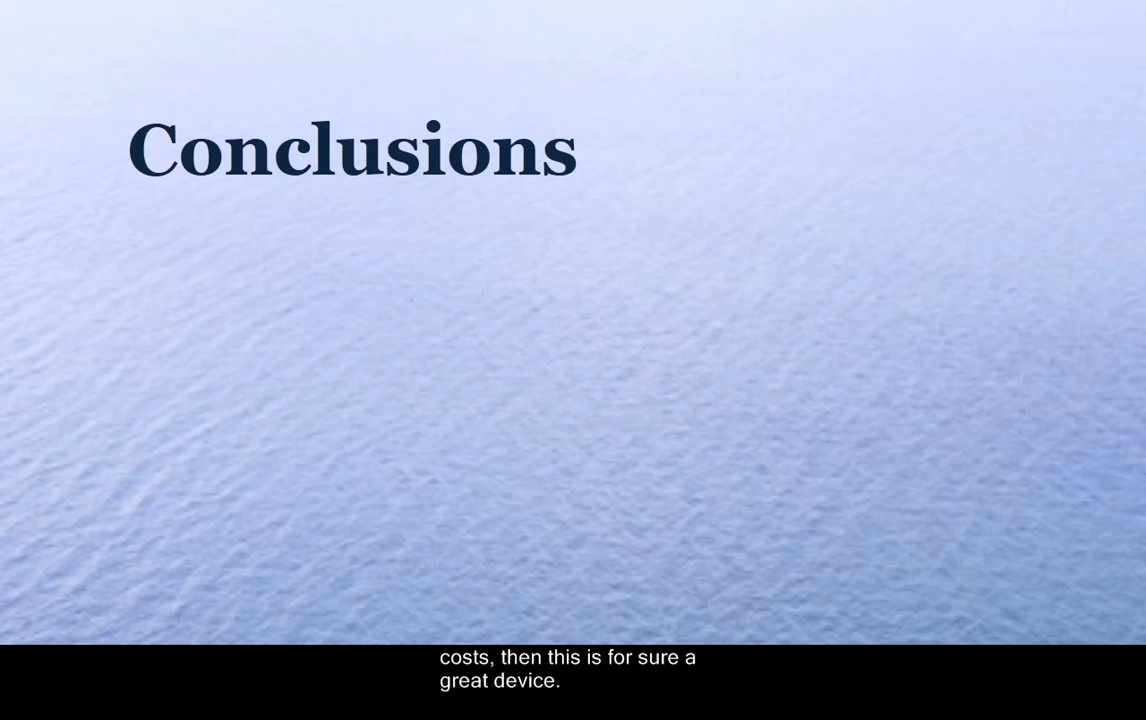 Conclusions
costs, then this is for sure a
great device.